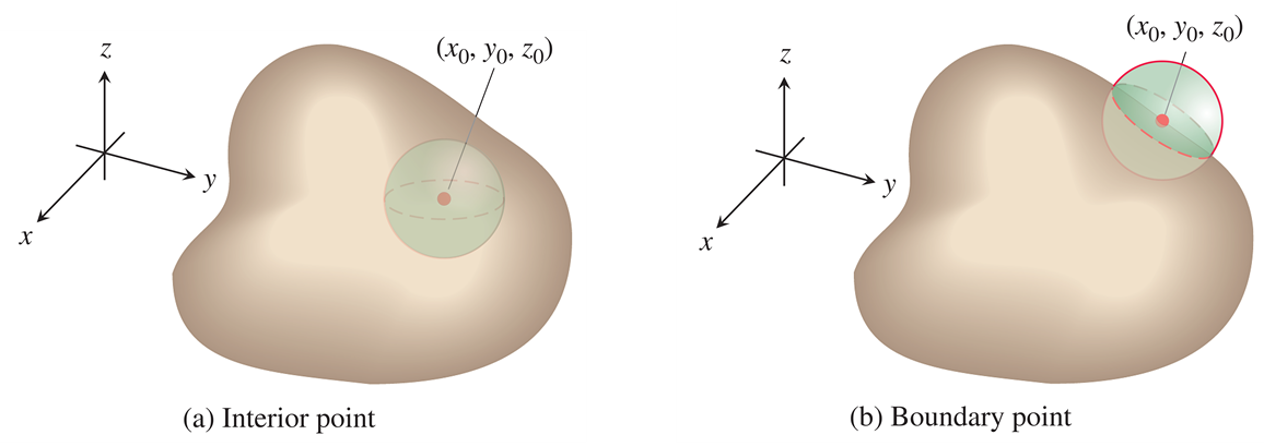 z
y
x
(x₀, y₀, z₀)
(a) Interior point
z
y
x
(x₀, y₀, z₀)
(b) Boundary point